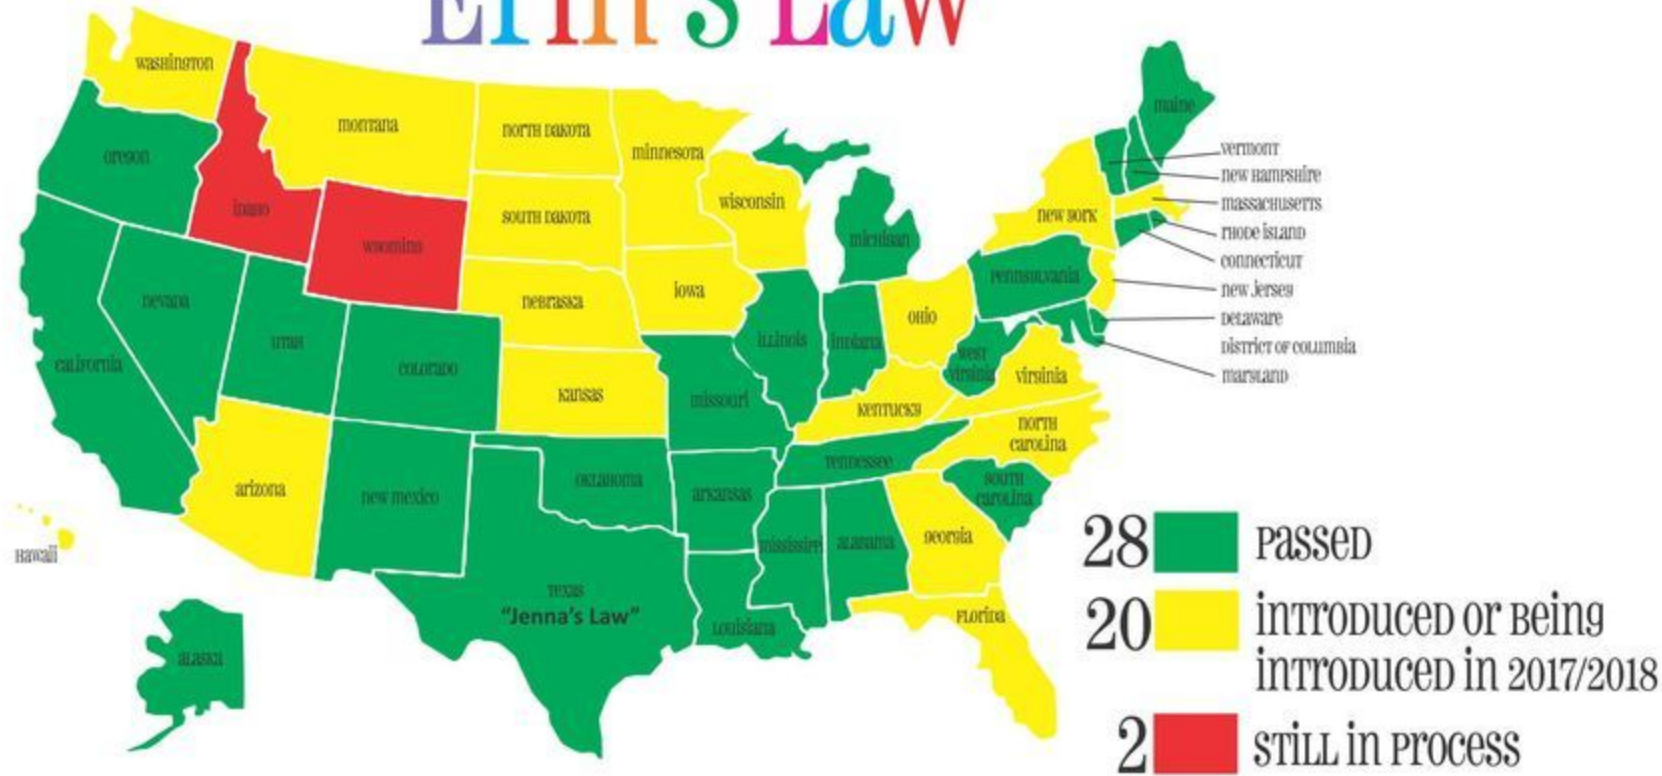 Erin's Law
washington
montana
north dakota
minnesota
maine
oregon
idaho
wyoming
south dakota
wisconsin
michigan
new york
vermont
new hampshire
massachusetts
rhode island
connecticut
new jersey
delaware
district of columbia
maryland
nevada
utah
california
colorado
nebraska
iowa
illinois
indiana
ohio
pennsylvania
west
virginia
virginia
kansas
missouri
kentucky
north
carolina
tennessee
arizona
new mexico
oklahoma
arkansas
south
carolina
mississippi
alabama
georgia
Hawaii
alaska
texas
"Jenna's Law"
Louisiana
Florida
28 passed
20 introduced or being
introduced in 2017/2018
2 still in process